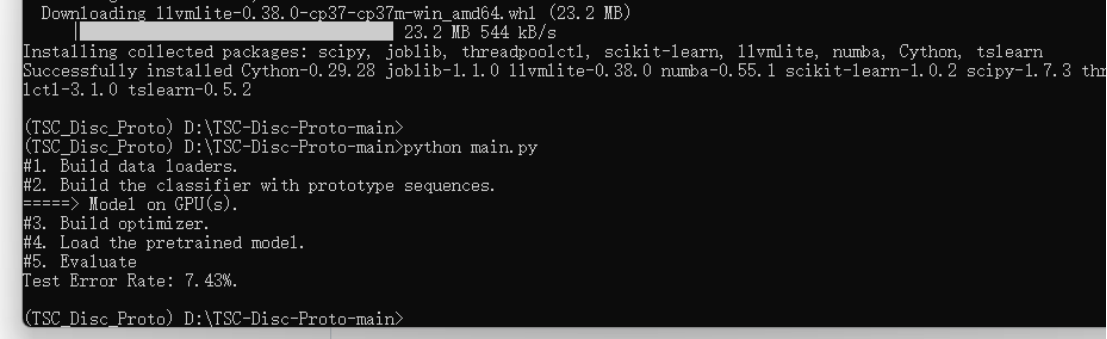 Downloading llvmlite-0.38.0-cp37-cp37m-win_amd64.whl (23.2 MB)
| 23.2 MB 544 kB/s
Installing collected packages: scipy, joblib, threadpoolctl, scikit-learn, llvmlite, numba, Cython, tslearn
Successfully installed Cython-0.29.28 joblib-1.1.0 llvmlite-0.38.0 numba-0.55.1 scikit-learn-1.0.2 scipy-1.7.3 thr
lctl-3.1.0 tslearn-0.5.2
(TSC_Disc_Proto) D:\TSC-Disc-Proto-main>
(TSC_Disc_Proto) D:\TSC-Disc-Proto-main>python main.py
#1. Build data loaders.
#2. Build the classifier with prototype sequences.
=====> Model on GPU(s).
#3. Build optimizer.
#4. Load the pretrained model.
#5. Evaluate
Test Error Rate: 7.43%.
(TSC_Disc_Proto) D:\TSC-Disc-Proto-main>